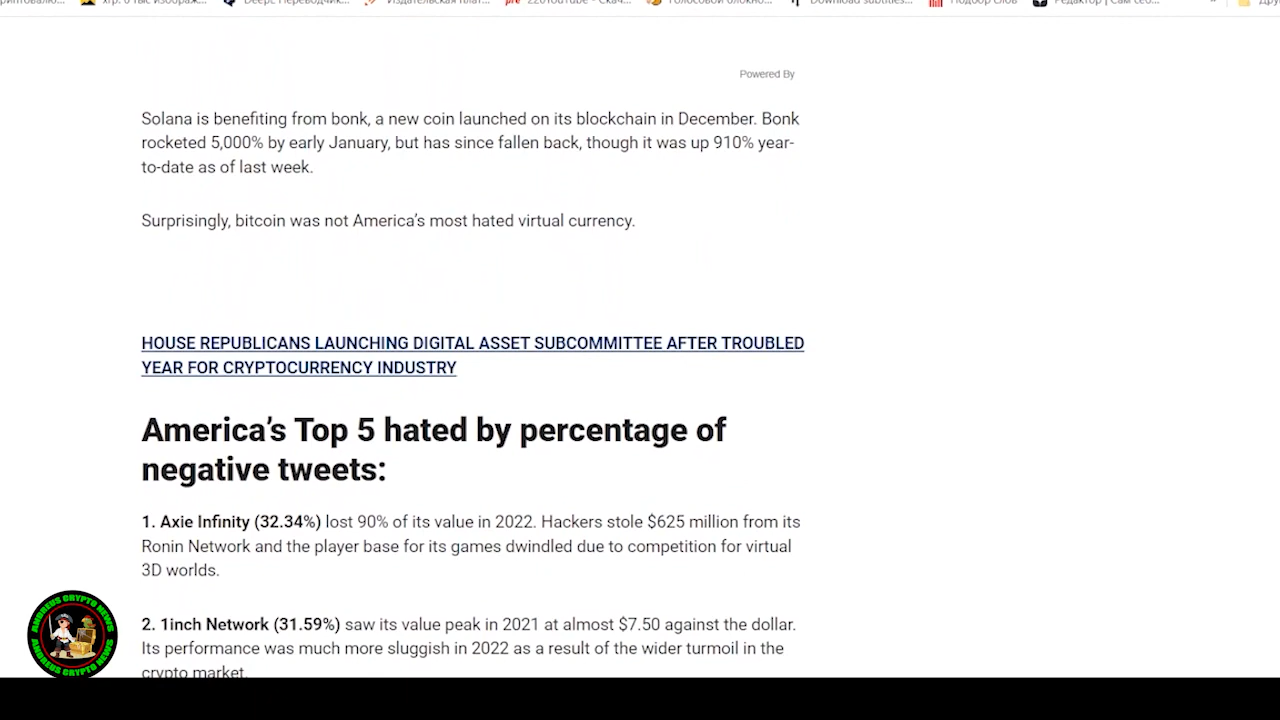 Powered By
Solana is benefiting from bonk, a new coin launched on its blockchain in December. Bonk
rocketed 5,000% by early January, but has since fallen back, though it was up 910% year-
to-date as of last week.
Surprisingly, bitcoin was not America's most hated virtual currency.
HOUSE REPUBLICANS LAUNCHING DIGITAL ASSET SUBCOMMITTEE AFTER TROUBLED
YEAR FOR CRYPTOCURRENCY INDUSTRY
America's Top 5 hated by percentage of
negative tweets:
1. Axie Infinity (32.34%) lost 90% of its value in 2022. Hackers stole $625 million from its
Ronin Network and the player base for its games dwindled due to competition for virtual
3D worlds.
2. 1inch Network (31.59%) saw its value peak in 2021 at almost $7.50 against the dollar.
Its performance was much more sluggish in 2022 as a result of the wider turmoil in the
crypto market.
ANDREUS CRYPTO NEWS
ANDREUS CRYPTO NEWS